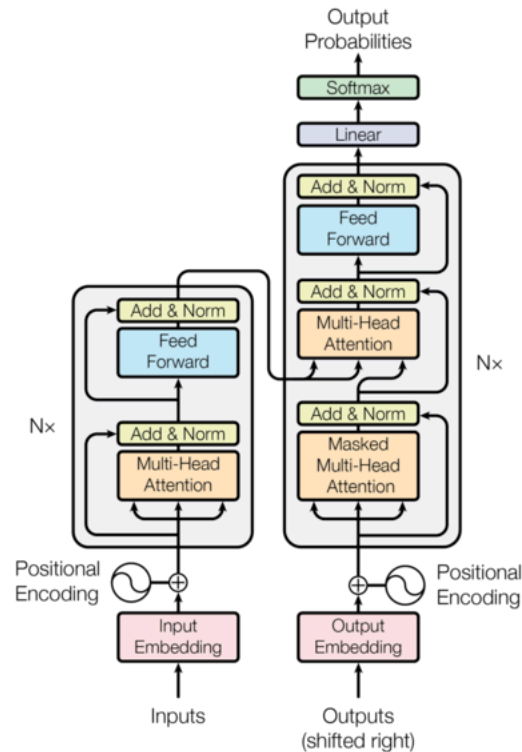 Output
Probabilities
Softmax
Linear
Add & Norm
Feed
Forward
Add & Norm
Multi-Head
Attention
Add & Norm
Masked
Multi-Head
Attention
N×
Add & Norm
Feed
Forward
N×
Add & Norm
Multi-Head
Attention
Positional
Encoding
Positional
Encoding
Input
Embedding
Output
Embedding
Inputs
Outputs
(shifted right)